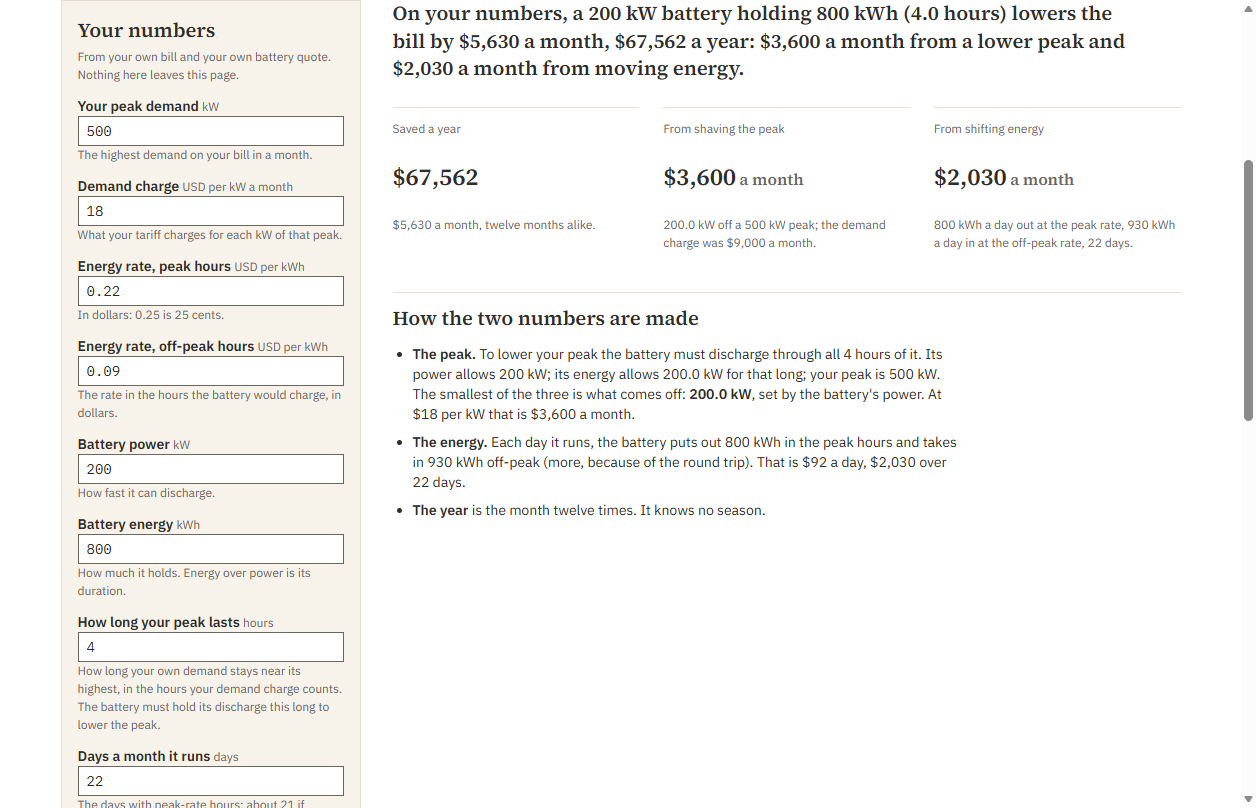 Your numbers
From your own bill and your own battery quote.
Nothing here leaves this page.
Your peak demand kW
500
The highest demand on your bill in a month.
Demand charge USD per kW a month
18
What your tariff charges for each kW of that peak.
Energy rate, peak hours USD per kWh
0.22
In dollars: 0.25 is 25 cents.
Energy rate, off-peak hours USD per kWh
0.09
The rate in the hours the battery would charge, in
dollars.
Battery power kW
200
How fast it can discharge.
Battery energy kWh
800
How much it holds. Energy over power is its
duration.
How long your peak lasts hours
4
How long your own demand stays near its
highest, in the hours your demand charge counts.
The battery must hold its discharge this long to
lower the peak.
Days a month it runs days
22
The days with peak-rate hours: about 21 if
On your numbers, a 200 kW battery holding 800 kWh (4.0 hours) lowers the
bill by $5,630 a month, $67,562 a year: $3,600 a month from a lower peak and
$2,030 a month from moving energy.
Saved a year
$67,562
$5,630 a month, twelve months alike.
From shaving the peak
$3,600 a month
200.0 kW off a 500 kW peak; the demand
charge was $9,000 a month.
From shifting energy
$2,030 a month
800 kWh a day out at the peak rate, 930 kWh
a day in at the off-peak rate, 22 days.
How the two numbers are made
• The peak. To lower your peak the battery must discharge through all 4 hours of it. Its
power allows 200 kW; its energy allows 200.0 kW for that long; your peak is 500 kW.
The smallest of the three is what comes off: 200.0 kW, set by the battery's power. At
$18 per kW that is $3,600 a month.
• The energy. Each day it runs, the battery puts out 800 kWh in the peak hours and takes
in 930 kWh off-peak (more, because of the round trip). That is $92 a day, $2,030 over
22 days.
• The year is the month twelve times. It knows no season.